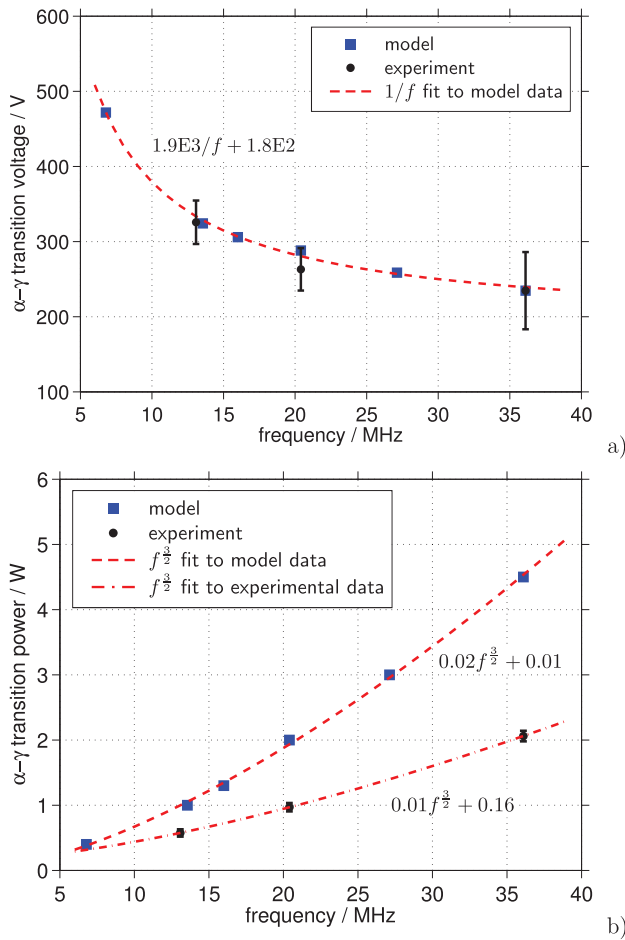 600
500
400
300
200
100
α−γ transition voltage / V
model
experiment
1/f fit to model data
1.9E3/f + 1.8E2
5 10 15 20 25 30 35 40
frequency / MHz
a)
6
5
4
3
2
1
0
α−γ transition power / W
model
experiment
f^{3/2} fit to model data
f^{3/2} fit to experimental data
0.02f^{3/2} + 0.01
0.01f^{3/2} + 0.16
5 10 15 20 25 30 35 40
frequency / MHz
b)